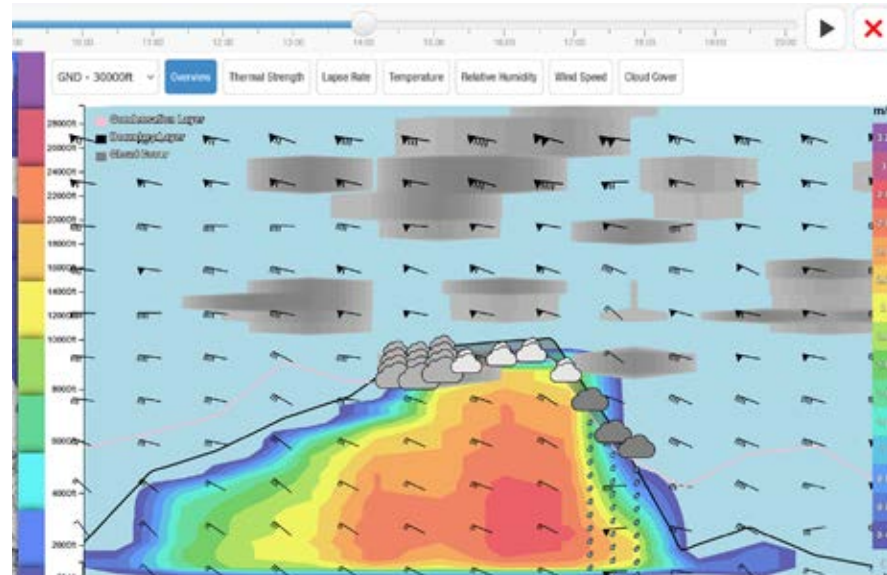 10:00 11:00 12:00 13:00 14:00 15:00 16:00 17:00 18:00 19:00 20:00
GND - 30000ft Overview Thermal Strength Lapse Rate Temperature Relative Humidity Wind Speed Cloud Cover
Condensation Layer
Boundary Layer
Cloud Cover
28000ft
26000ft
24000ft
22000ft
20000ft
18000ft
16000ft
14000ft
12000ft
10000ft
8000ft
6000ft
4000ft
2000ft